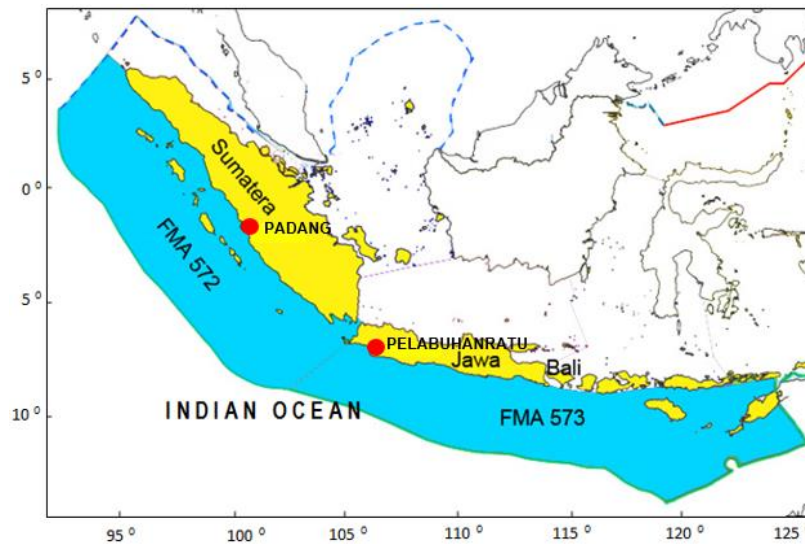 5 °
0 °
5 °
10 °
Sumatera
PADANG
FMA 572
PELABUHANRATU
Jawa
Bali
INDIAN OCEAN
FMA 573
95 °
100 °
105 °
110 °
115 °
120 °
125